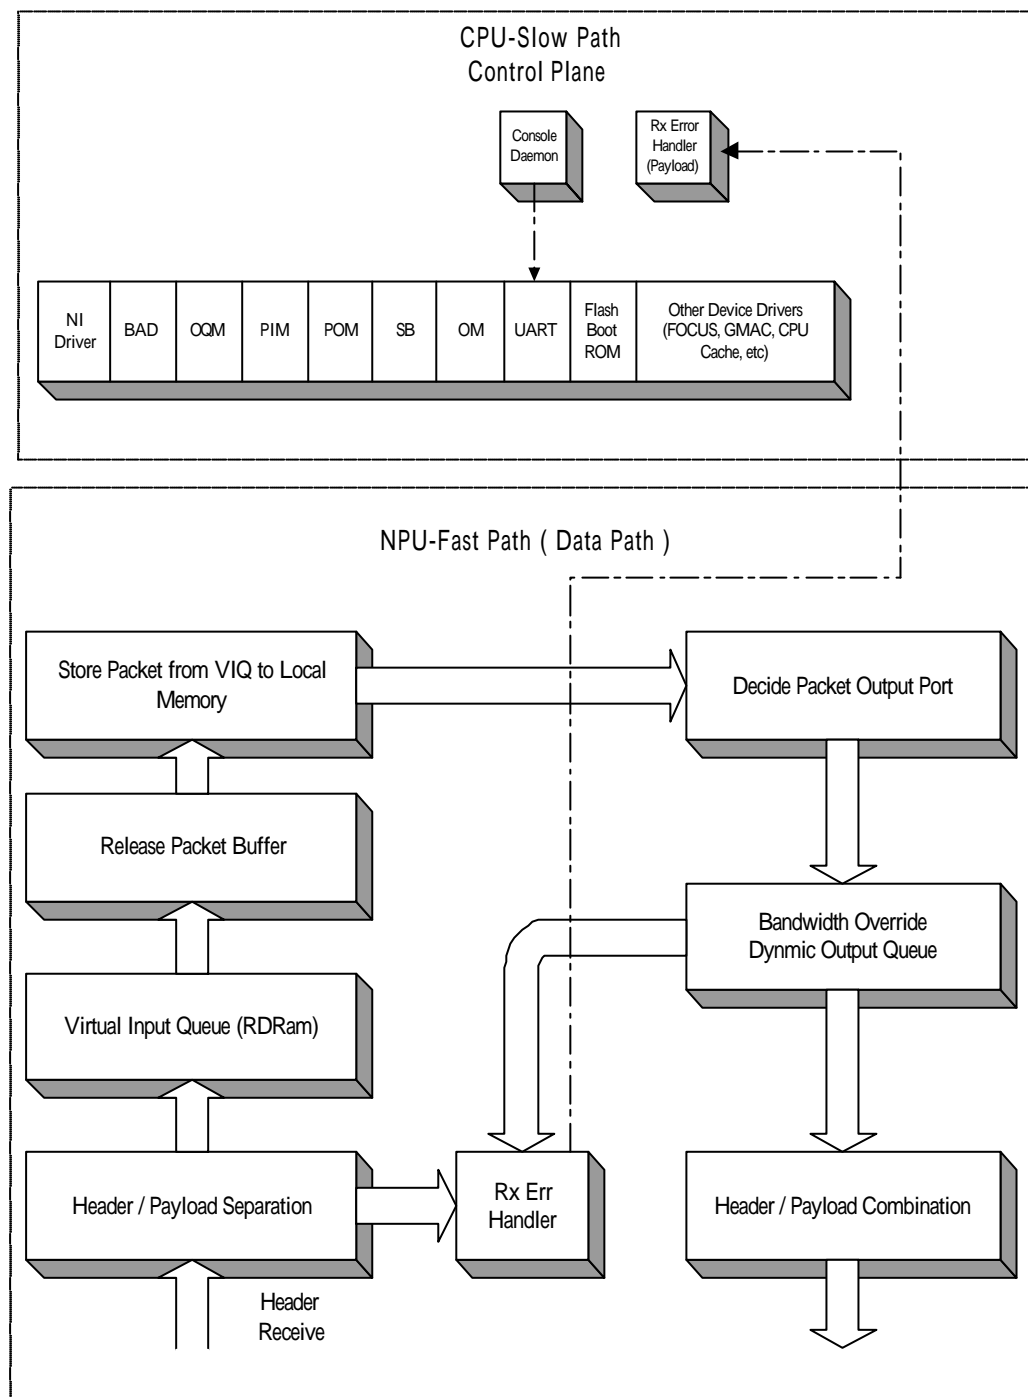 CPU-Slow Path
Control Plane
Console
Daemon
Rx Error
Handler
(Payload)
NI
Driver
BAD
OQM
PIM
POM
SB
OM
UART
Flash
Boot
ROM
Other Device Drivers
(FOCUS, GMAC, CPU
Cache, etc)
NPU-Fast Path ( Data Path )
Store Packet from VIQ to Local
Memory
Decide Packet Output Port
Release Packet Buffer
Bandwidth Override
Dynmic Output Queue
Virtual Input Queue (RDRam)
Header / Payload Separation
Rx Err
Handler
Header / Payload Combination
Header
Receive